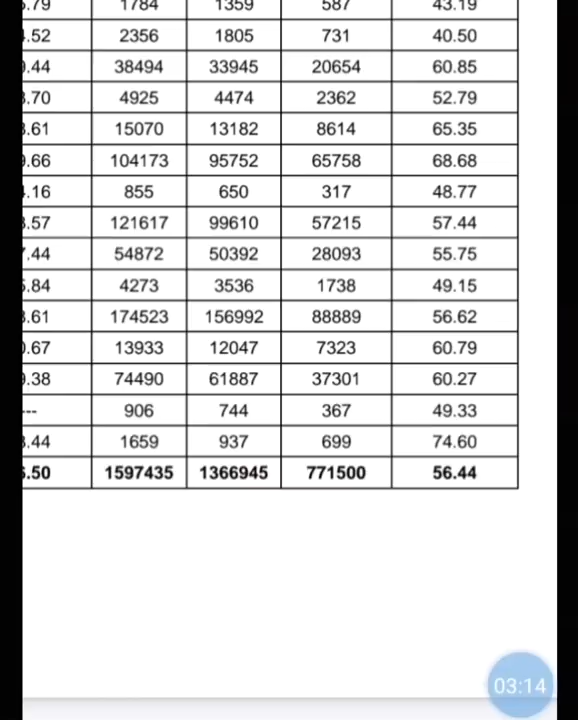 .79 1784 1359 587 43.19
.52 2356 1805 731 40.50
.44 38494 33945 20654 60.85
.70 4925 4474 2362 52.79
.61 15070 13182 8614 65.35
.66 104173 95752 65758 68.68
.16 855 650 317 48.77
.57 121617 99610 57215 57.44
.44 54872 50392 28093 55.75
.84 4273 3536 1738 49.15
.61 174523 156992 88889 56.62
.67 13933 12047 7323 60.79
.38 74490 61887 37301 60.27
--- 906 744 367 49.33
.44 1659 937 699 74.60
.50 1597435 1366945 771500 56.44
03:14